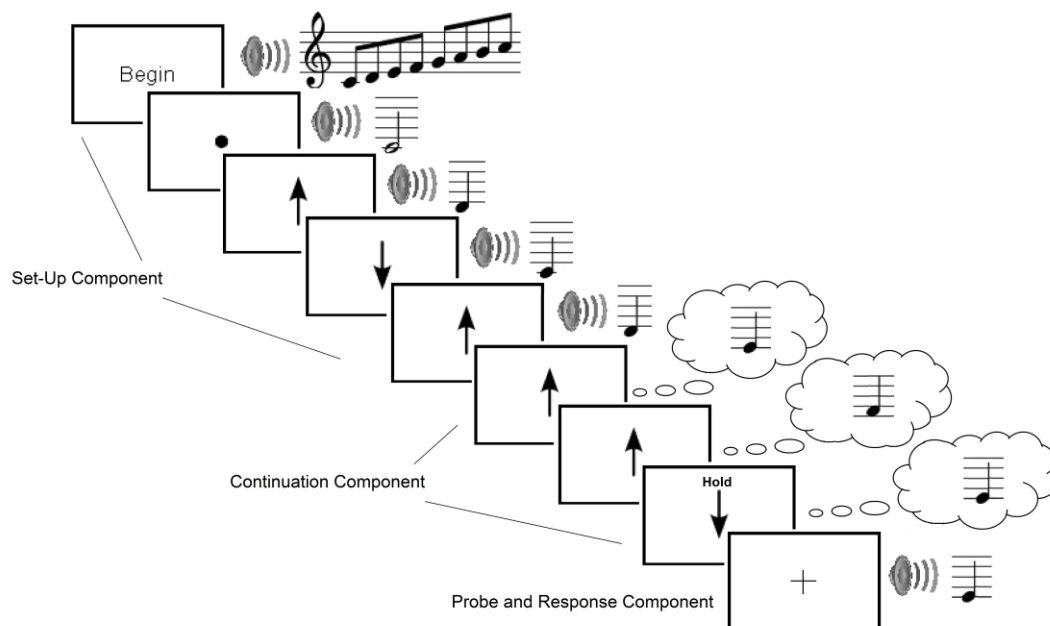 Begin
Set-Up Component
Continuation Component
Hold
Probe and Response Component